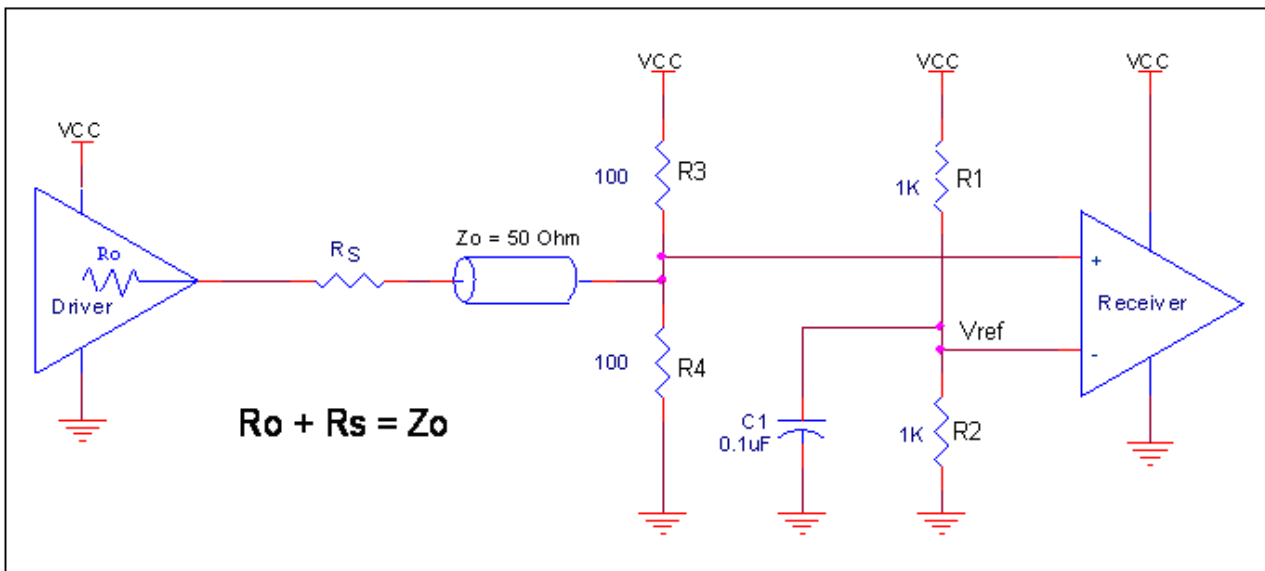 VCC
VCC
VCC
VCC
R3
100
R1
1K
Zo = 50 Ohm
Ro
RS
Driver
+
Receiver
Vref
-
R4
100
Ro + Rs = Zo
C1
0.1uF
R2
1K